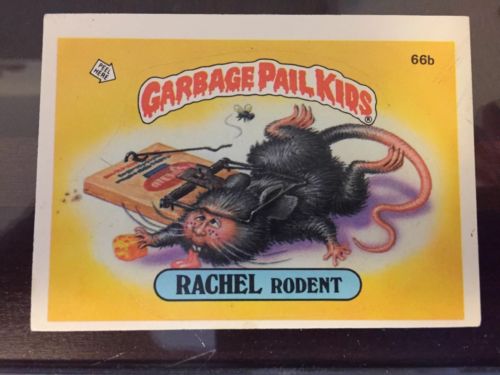 PEEL
HERE
66b
GARBAGE PAIL KIDS®
RACHEL RODENT